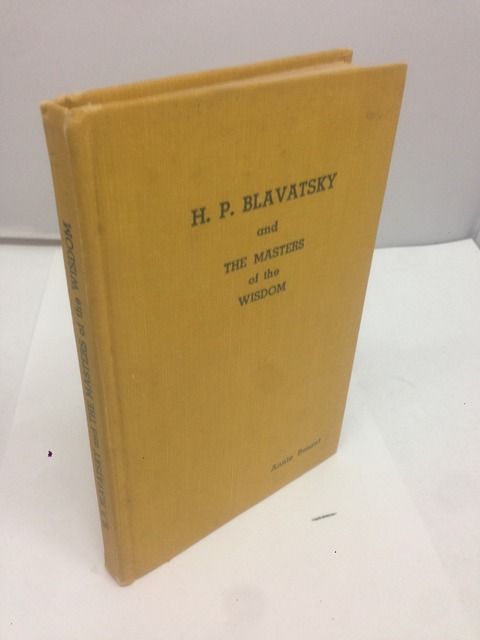 H. P. BLAVATSKY
and
THE MASTERS
of the
WISDOM
Annie Besant
H. P. BLAVATSKY and THE MASTERS of the WISDOM